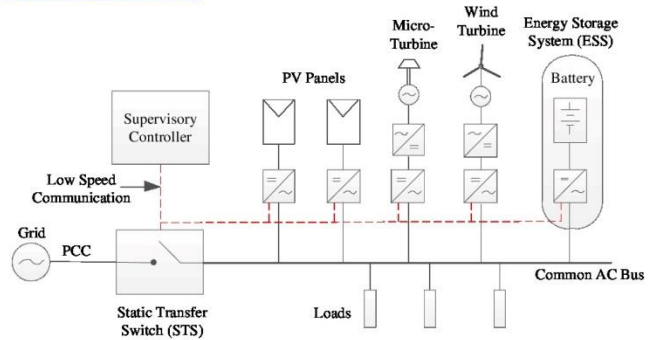 Micro-
Turbine
Wind
Turbine
Energy Storage
System (ESS)
PV Panels
Battery
Supervisory
Controller
Low Speed
Communication
Grid
PCC
Common AC Bus
Static Transfer
Switch (STS)
Loads